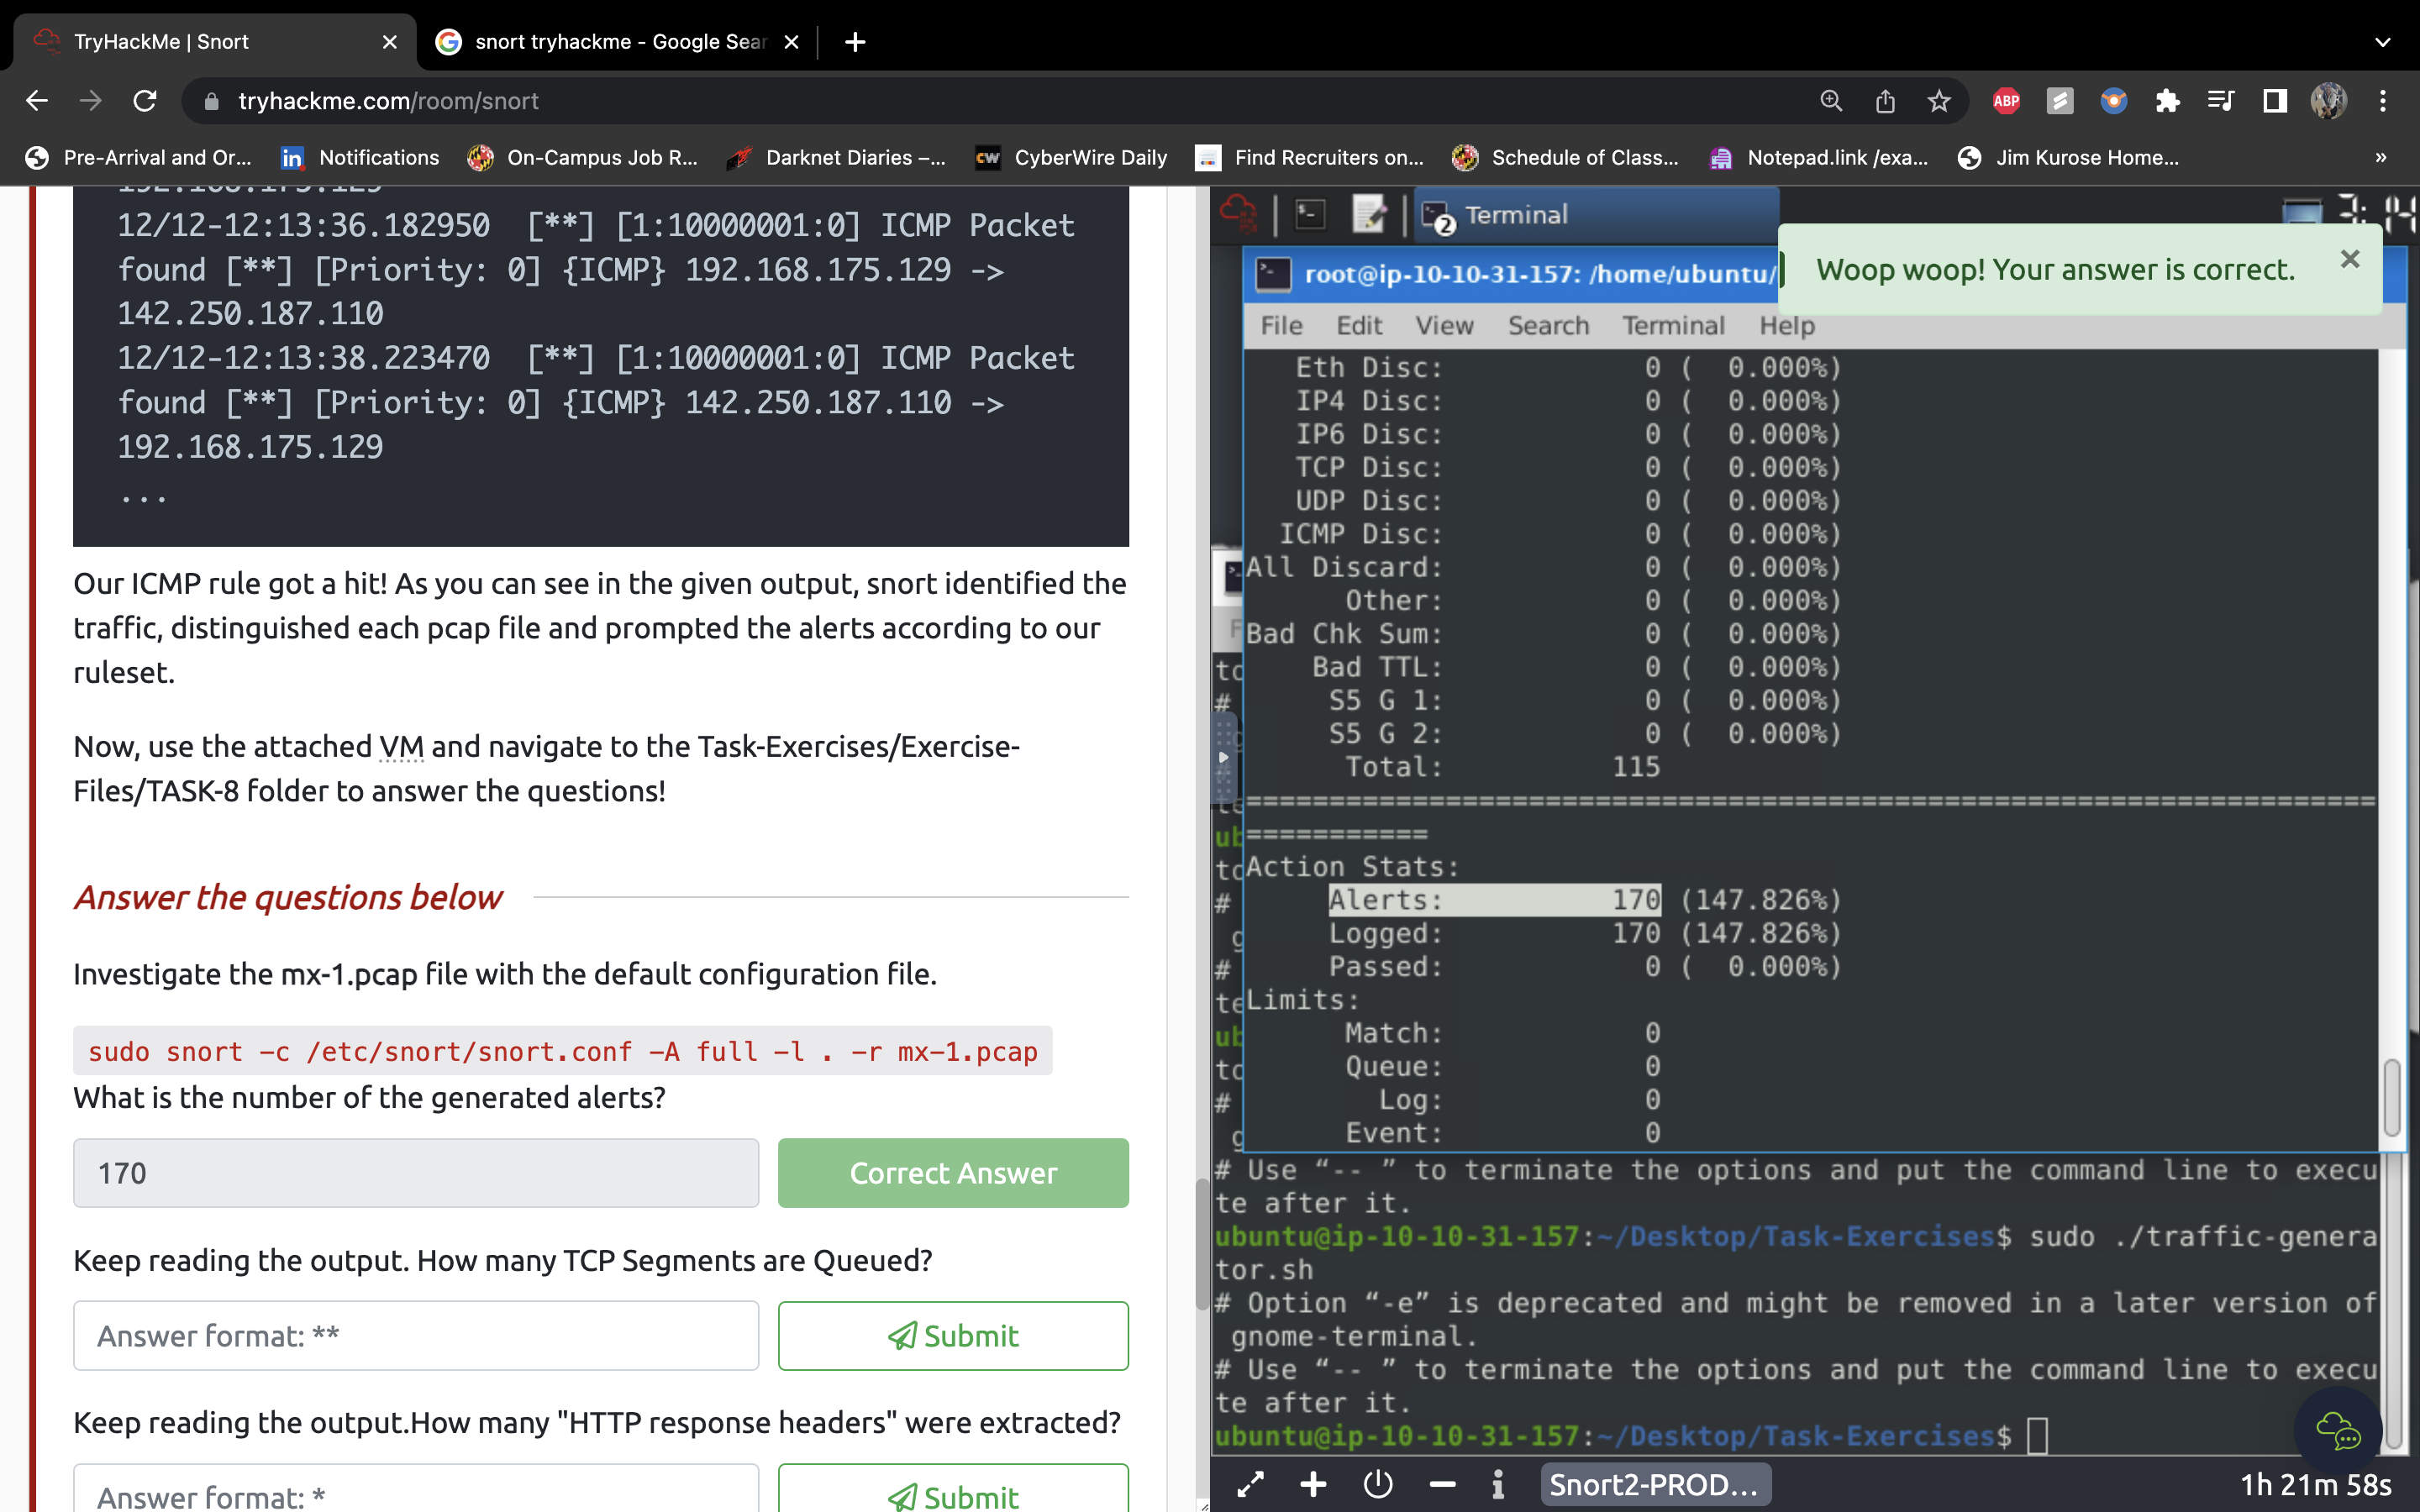 TryHackMe | Snort
snort tryhackme - Google Sear
tryhackme.com/room/snort
ABP
Pre-Arrival and Or...
Notifications
On-Campus Job R...
Darknet Diaries –...
CW
CyberWire Daily
Find Recruiters on...
Schedule of Class...
Notepad.link /exa...
Jim Kurose Home...
»
192.168.175.129
12/12-12:13:36.182950  [**] [1:10000001:0] ICMP Packet
found [**] [Priority: 0] {ICMP} 192.168.175.129 ->
142.250.187.110
12/12-12:13:38.223470  [**] [1:10000001:0] ICMP Packet
found [**] [Priority: 0] {ICMP} 142.250.187.110 ->
192.168.175.129
...
Our ICMP rule got a hit! As you can see in the given output, snort identified the
traffic, distinguished each pcap file and prompted the alerts according to our
ruleset.
Now, use the attached VM and navigate to the Task-Exercises/Exercise-
Files/TASK-8 folder to answer the questions!
Answer the questions below
Investigate the mx-1.pcap file with the default configuration file.
sudo snort -c /etc/snort/snort.conf -A full -l . -r mx-1.pcap
What is the number of the generated alerts?
170
Correct Answer
Keep reading the output. How many TCP Segments are Queued?
Answer format: **
Submit
Keep reading the output.How many "HTTP response headers" were extracted?
Answer format: *
Submit
2 Terminal
Woop woop! Your answer is correct.
root@ip-10-10-31-157: /home/ubuntu/
File Edit View Search Terminal Help
Eth Disc: 0 ( 0.000%)
IP4 Disc: 0 ( 0.000%)
IP6 Disc: 0 ( 0.000%)
TCP Disc: 0 ( 0.000%)
UDP Disc: 0 ( 0.000%)
ICMP Disc: 0 ( 0.000%)
All Discard: 0 ( 0.000%)
Other: 0 ( 0.000%)
Bad Chk Sum: 0 ( 0.000%)
Bad TTL: 0 ( 0.000%)
S5 G 1: 0 ( 0.000%)
S5 G 2: 0 ( 0.000%)
Total: 115
===============================================================================
Action Stats:
Alerts: 170 (147.826%)
Logged: 170 (147.826%)
Passed: 0 ( 0.000%)
Limits:
Match: 0
Queue: 0
Log: 0
Event: 0
# Use “-- ” to terminate the options and put the command line to execu
te after it.
ubuntu@ip-10-10-31-157:~/Desktop/Task-Exercises$ sudo ./traffic-genera
tor.sh
# Option “-e” is deprecated and might be removed in a later version of
gnome-terminal.
# Use “-- ” to terminate the options and put the command line to execu
te after it.
ubuntu@ip-10-10-31-157:~/Desktop/Task-Exercises$
Snort2-PROD...
1h 21m 58s